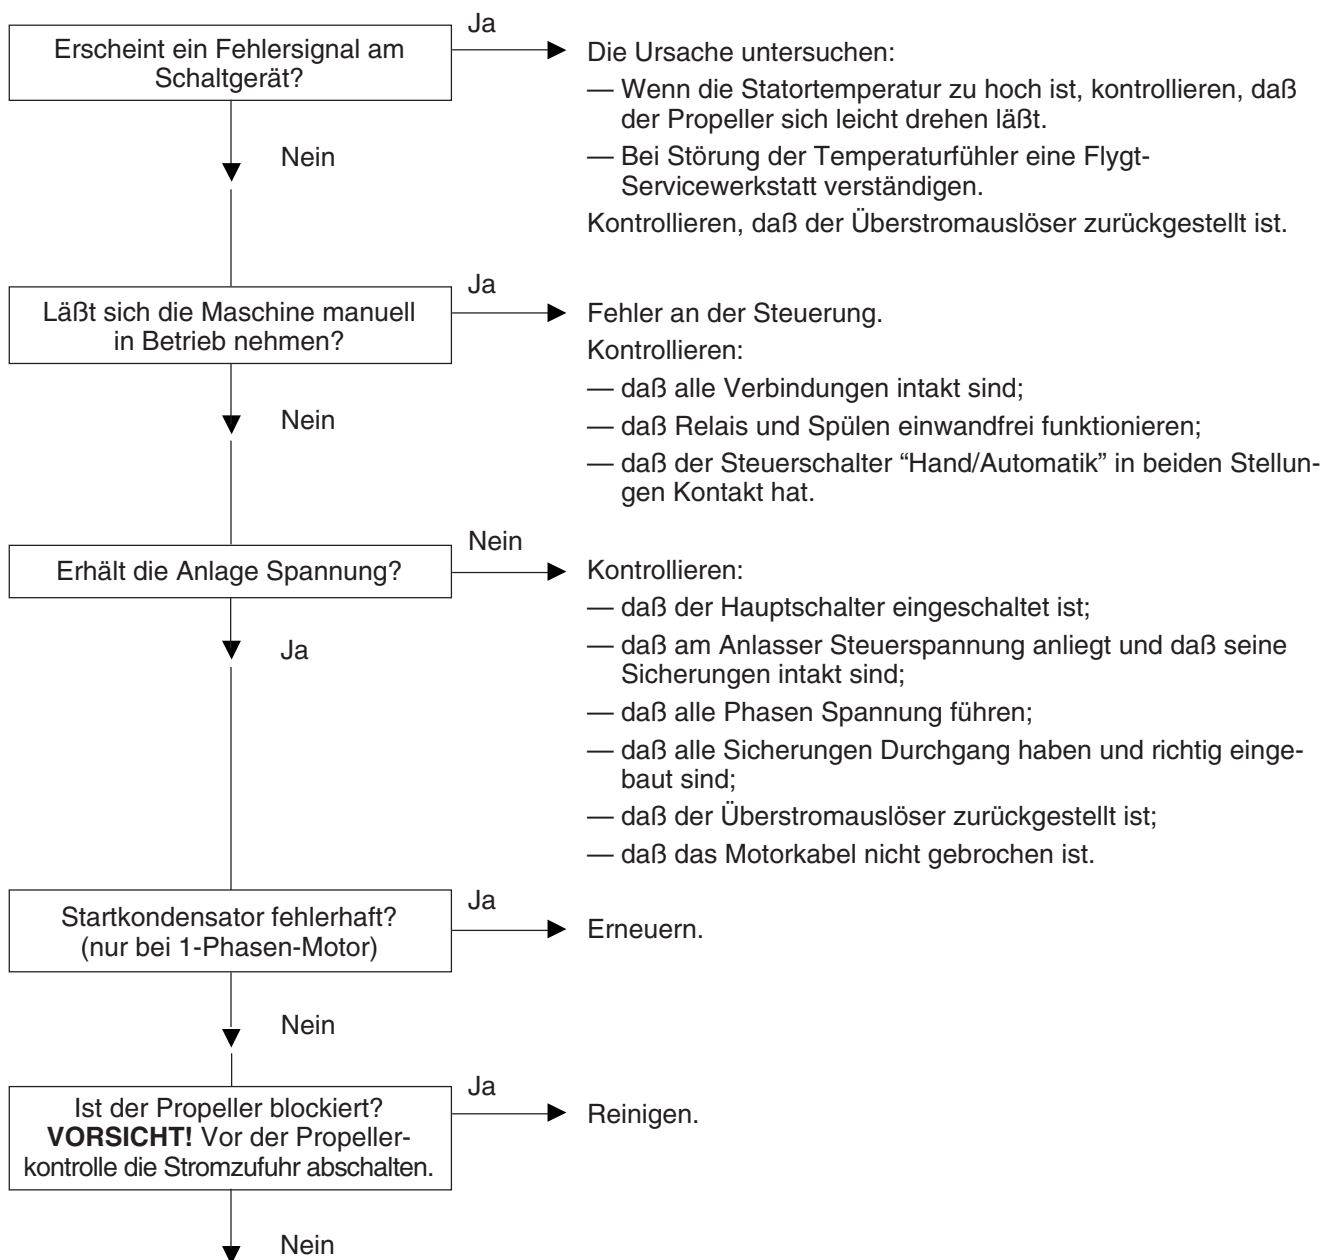 Erscheint ein Fehlersignal am
Schaltgerät?
Ja
Die Ursache untersuchen:
— Wenn die Statortemperatur zu hoch ist, kontrollieren, daß
der Propeller sich leicht drehen läßt.
— Bei Störung der Temperaturfühler eine Flygt-
Servicewerkstatt verständigen.
Kontrollieren, daß der Überstromauslöser zurückgestellt ist.
Nein
Läßt sich die Maschine manuell
in Betrieb nehmen?
Ja
Fehler an der Steuerung.
Kontrollieren:
— daß alle Verbindungen intakt sind;
— daß Relais und Spülen einwandfrei funktionieren;
— daß der Steuerschalter “Hand/Automatik” in beiden Stellun-
gen Kontakt hat.
Nein
Erhält die Anlage Spannung?
Nein
Kontrollieren:
— daß der Hauptschalter eingeschaltet ist;
— daß am Anlasser Steuerspannung anliegt und daß seine
Sicherungen intakt sind;
— daß alle Phasen Spannung führen;
— daß alle Sicherungen Durchgang haben und richtig einge-
baut sind;
— daß der Überstromauslöser zurückgestellt ist;
— daß das Motorkabel nicht gebrochen ist.
Ja
Startkondensator fehlerhaft?
(nur bei 1-Phasen-Motor)
Ja
Erneuern.
Nein
Ist der Propeller blockiert?
VORSICHT! Vor der Propeller-
kontrolle die Stromzufuhr abschalten.
Ja
Reinigen.
Nein